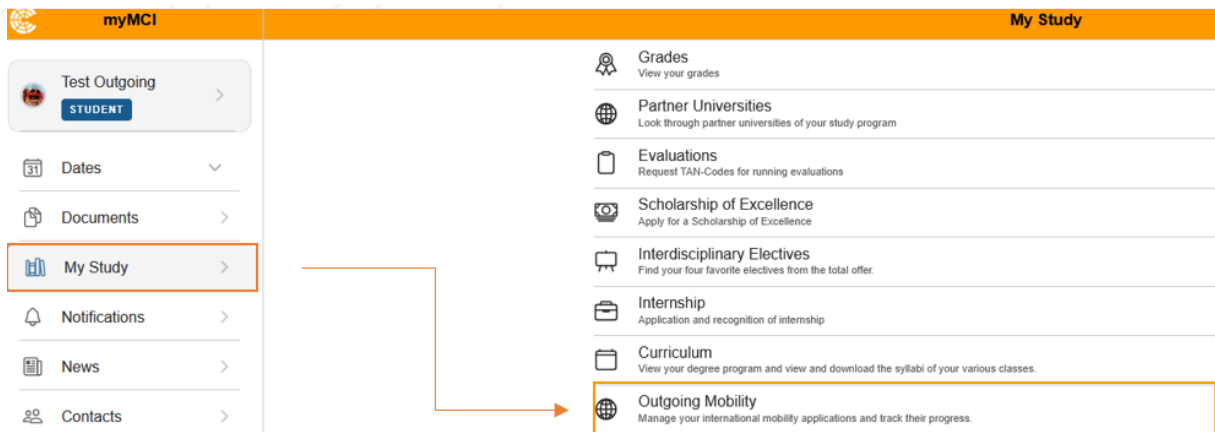 myMCI
My Study
Test Outgoing
STUDENT
31 Dates
Documents
My Study
Notifications
News
Contacts
Grades
View your grades
Partner Universities
Look through partner universities of your study program
Evaluations
Request TAN-Codes for running evaluations
Scholarship of Excellence
Apply for a Scholarship of Excellence
Interdisciplinary Electives
Find your four favorite electives from the total offer.
Internship
Application and recognition of internship
Curriculum
View your degree program and view and download the syllabi of your various classes.
Outgoing Mobility
Manage your international mobility applications and track their progress.